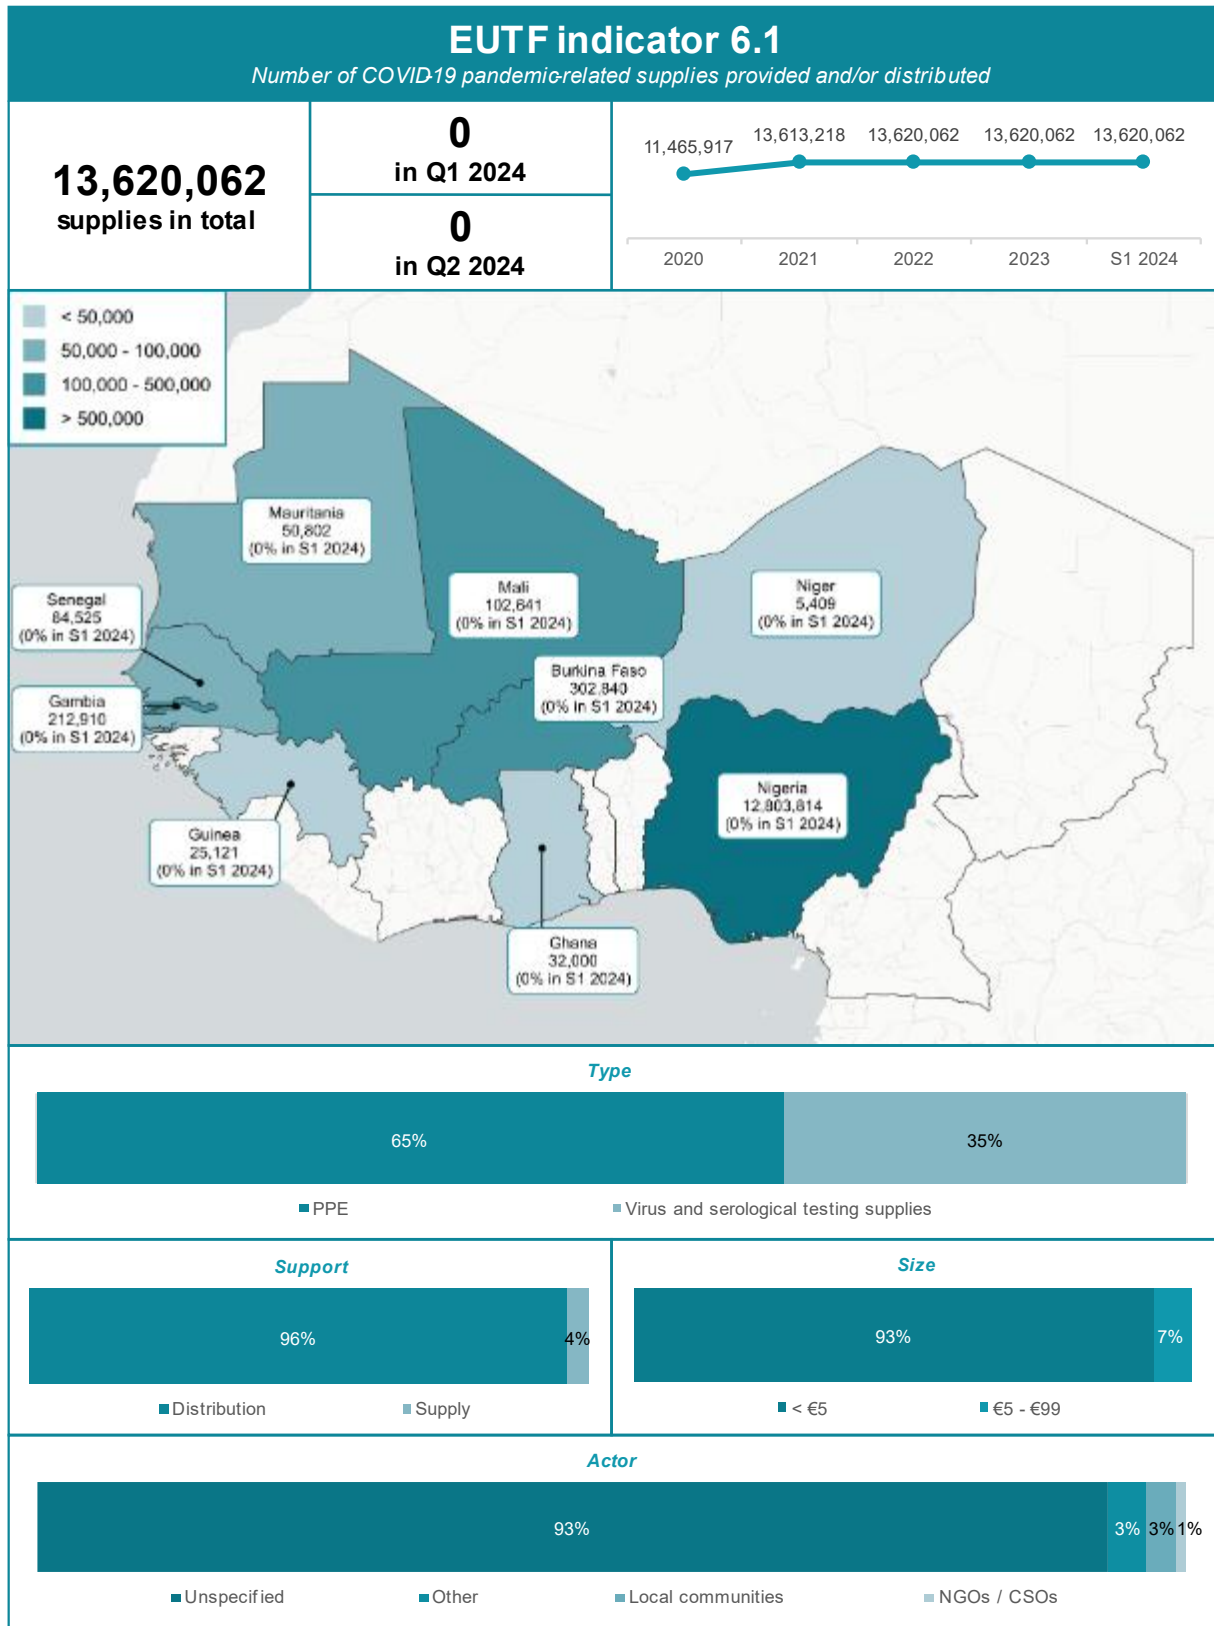 EUTF indicator 6.1
Number of COVID-19 pandemic-related supplies provided and/or distributed
13,620,062
supplies in total
0
in Q1 2024
0
in Q2 2024
11,465,917
13,613,218
13,620,062
13,620,062
13,620,062
2020
2021
2022
2023
S1 2024
< 50,000
50,000 - 100,000
100,000 - 500,000
> 500,000
Mauritania
50,802
(0% in S1 2024)
Mali
102,641
(0% in S1 2024)
Niger
5,409
(0% in S1 2024)
Senegal
84,525
(0% in S1 2024)
Burkina Faso
302,840
(0% in S1 2024)
Gambia
212,910
(0% in S1 2024)
Nigeria
12,803,814
(0% in S1 2024)
Guinea
25,121
(0% in S1 2024)
Ghana
32,000
(0% in S1 2024)
Type
65%
35%
PPE
Virus and serological testing supplies
Support
96%
4%
Distribution
Supply
Size
93%
7%
< €5
€5 - €99
Actor
93%
3%
3%
1%
Unspecified
Other
Local communities
NGOs / CSOs